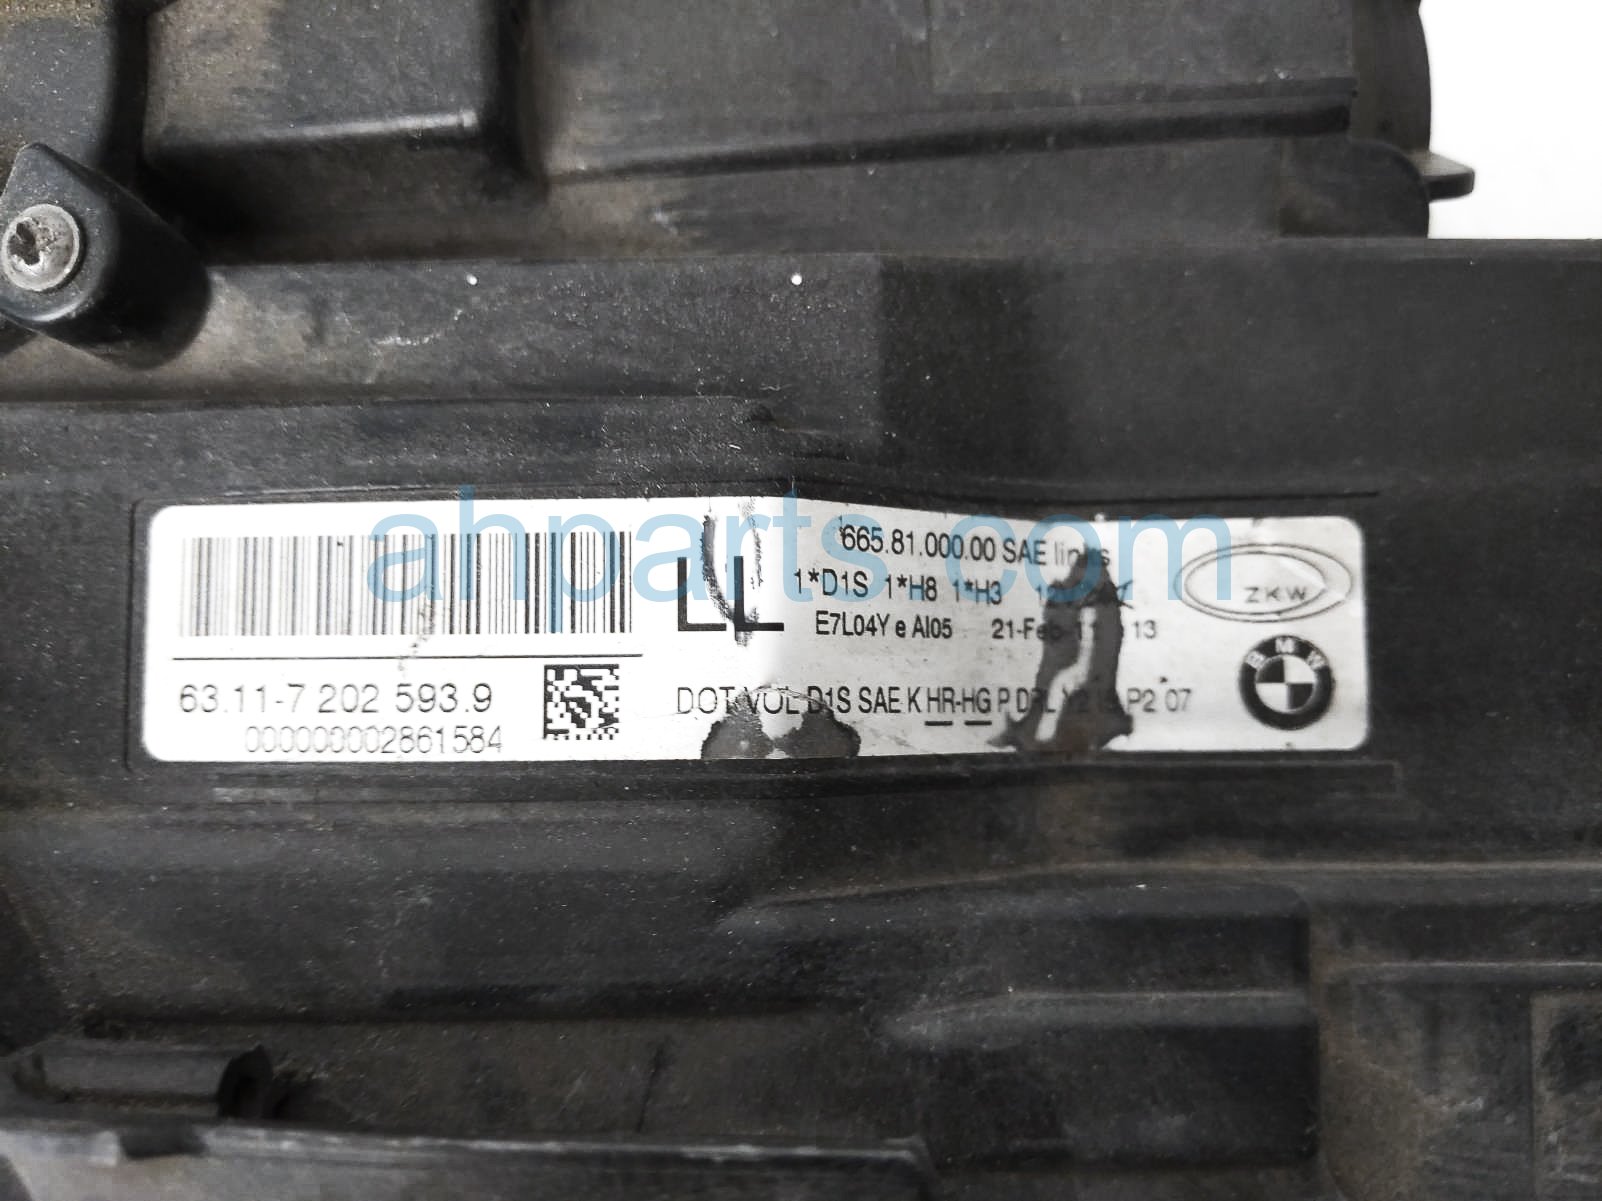 ahparts.com
665.81.000.00 SAE links
LL
1*D1S 1*H8 1*H3
E7L04Y e AI05 21-Feb 13
ZKW
BMW
63.11-7 202 593.9
000000002861584
DOT VOL D1S SAE K HR-HG P DRL P2 07